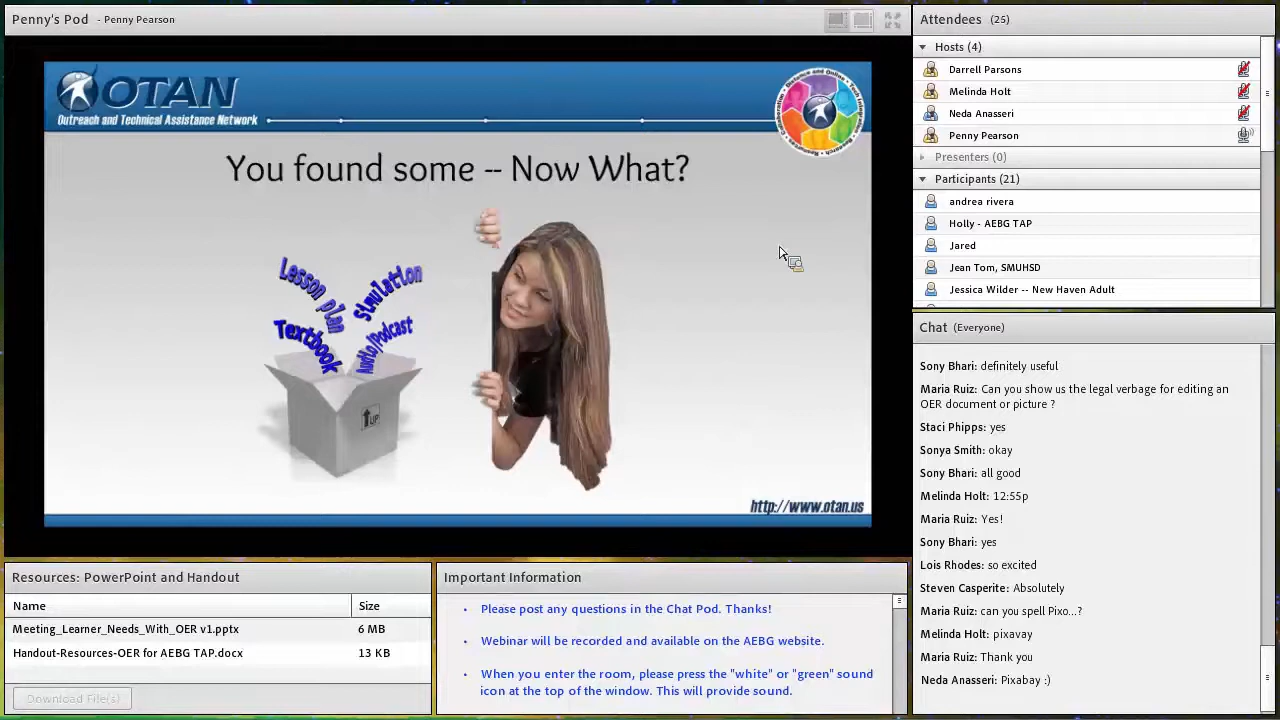 Penny's Pod - Penny Pearson
OTAN
Outreach and Technical Assistance Network
You found some -- Now What?
Lesson plan
Simulation
Textbook
Audio/Podcast
UP
http://www.otan.us
Attendees (25)
Hosts (4)
Darrell Parsons
Melinda Holt
Neda Anasseri
Penny Pearson
Presenters (0)
Participants (21)
andrea rivera
Holly - AEBG TAP
Jared
Jean Tom, SMUHSD
Jessica Wilder -- New Haven Adult
Chat (Everyone)
Sony Bhari: definitely useful
Maria Ruiz: Can you show us the legal verbage for editing an
OER document or picture ?
Staci Phipps: yes
Sonya Smith: okay
Sony Bhari: all good
Melinda Holt: 12:55p
Maria Ruiz: Yes!
Sony Bhari: yes
Lois Rhodes: so excited
Steven Casperite: Absolutely
Maria Ruiz: can you spell Pixo...?
Melinda Holt: pixavay
Maria Ruiz: Thank you
Neda Anasseri: Pixabay :)
Resources: PowerPoint and Handout
Name Size
Meeting_Learner_Needs_With_OER v1.pptx 6 MB
Handout-Resources-OER for AEBG TAP.docx 13 KB
Download File(s)
Important Information
• Please post any questions in the Chat Pod. Thanks!
• Webinar will be recorded and available on the AEBG website.
• When you enter the room, please press the "white" or "green" sound
icon at the top of the window. This will provide sound.